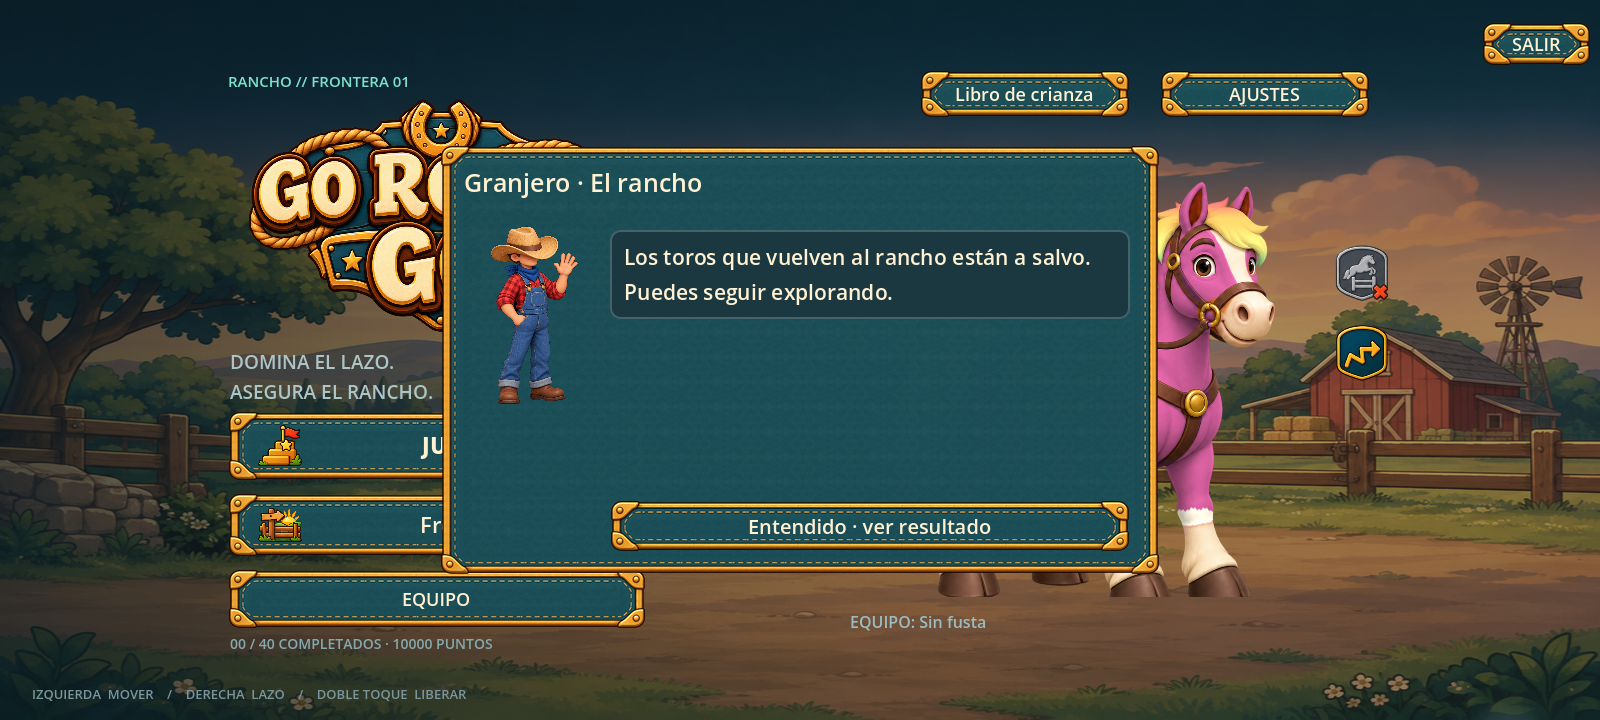 SALIR
RANCHO // FRONTERA 01
Libro de crianza
AJUSTES
GO
Granjero · El rancho
Los toros que vuelven al rancho están a salvo.
Puedes seguir explorando.
DOMINA EL LAZO.
ASEGURA EL RANCHO.
Entendido · ver resultado
EQUIPO
EQUIPO: Sin fusta
00 / 40 COMPLETADOS · 10000 PUNTOS
IZQUIERDA MOVER / DERECHA LAZO / DOBLE TOQUE LIBERAR